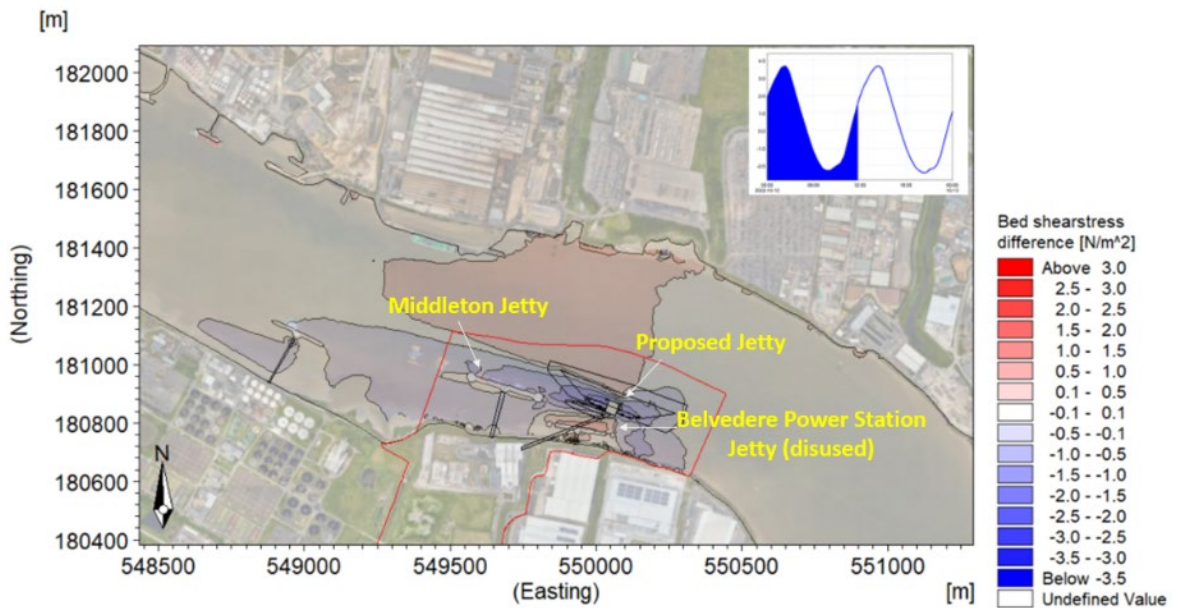 [m]
182000
181800
181600
181400
181200
181000
180800
180600
180400
(Northing)
548500 549000 549500 550000 550500 551000
(Easting)
[m]
N
Middleton Jetty
Proposed Jetty
Belvedere Power Station
Jetty (disused)
Bed shearstress
difference [N/m^2]
Above 3.0
2.5 - 3.0
2.0 - 2.5
1.5 - 2.0
1.0 - 1.5
0.5 - 1.0
0.1 - 0.5
-0.1 - 0.1
-0.5 - -0.1
-1.0 - -0.5
-1.5 - -1.0
-2.0 - -1.5
-2.5 - -2.0
-3.0 - -2.5
-3.5 - -3.0
Below -3.5
Undefined Value